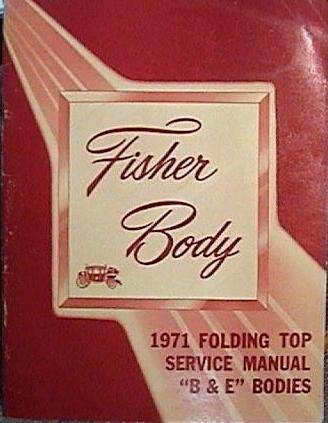 Fisher
Body
1971 FOLDING TOP
SERVICE MANUAL
"B & E" BODIES